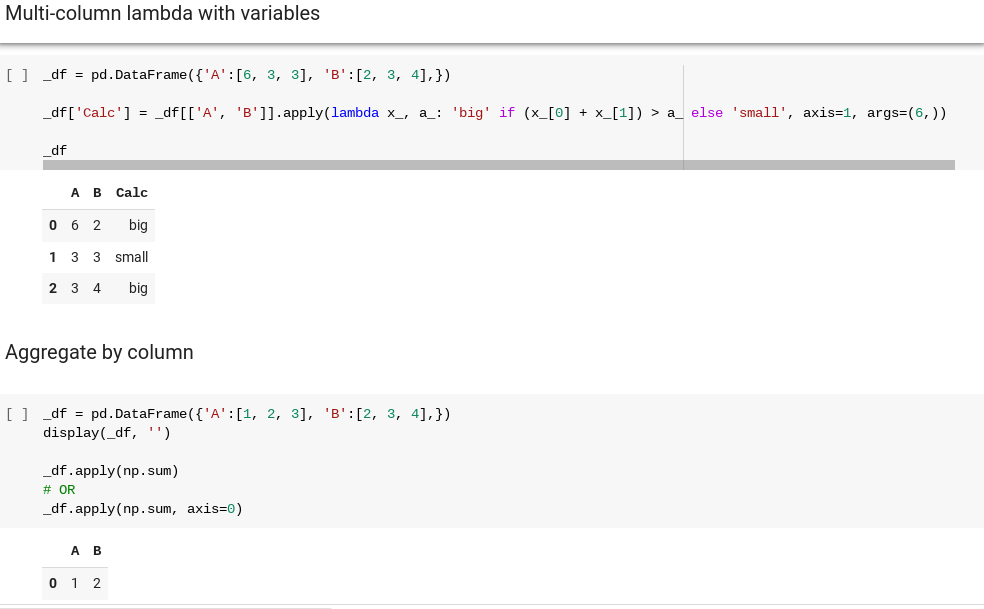 Multi-column lambda with variables
[ ] _df = pd.DataFrame({'A':[6, 3, 3], 'B':[2, 3, 4],})
_df['Calc'] = _df[['A', 'B']].apply(lambda x_, a_: 'big' if (x_[0] + x_[1]) > a_ else 'small', axis=1, args=(6,))
_df
A B Calc
0 6 2 big
1 3 3 small
2 3 4 big
Aggregate by column
[ ] _df = pd.DataFrame({'A':[1, 2, 3], 'B':[2, 3, 4],})
display(_df, '')
_df.apply(np.sum)
# OR
_df.apply(np.sum, axis=0)
A B
0 1 2